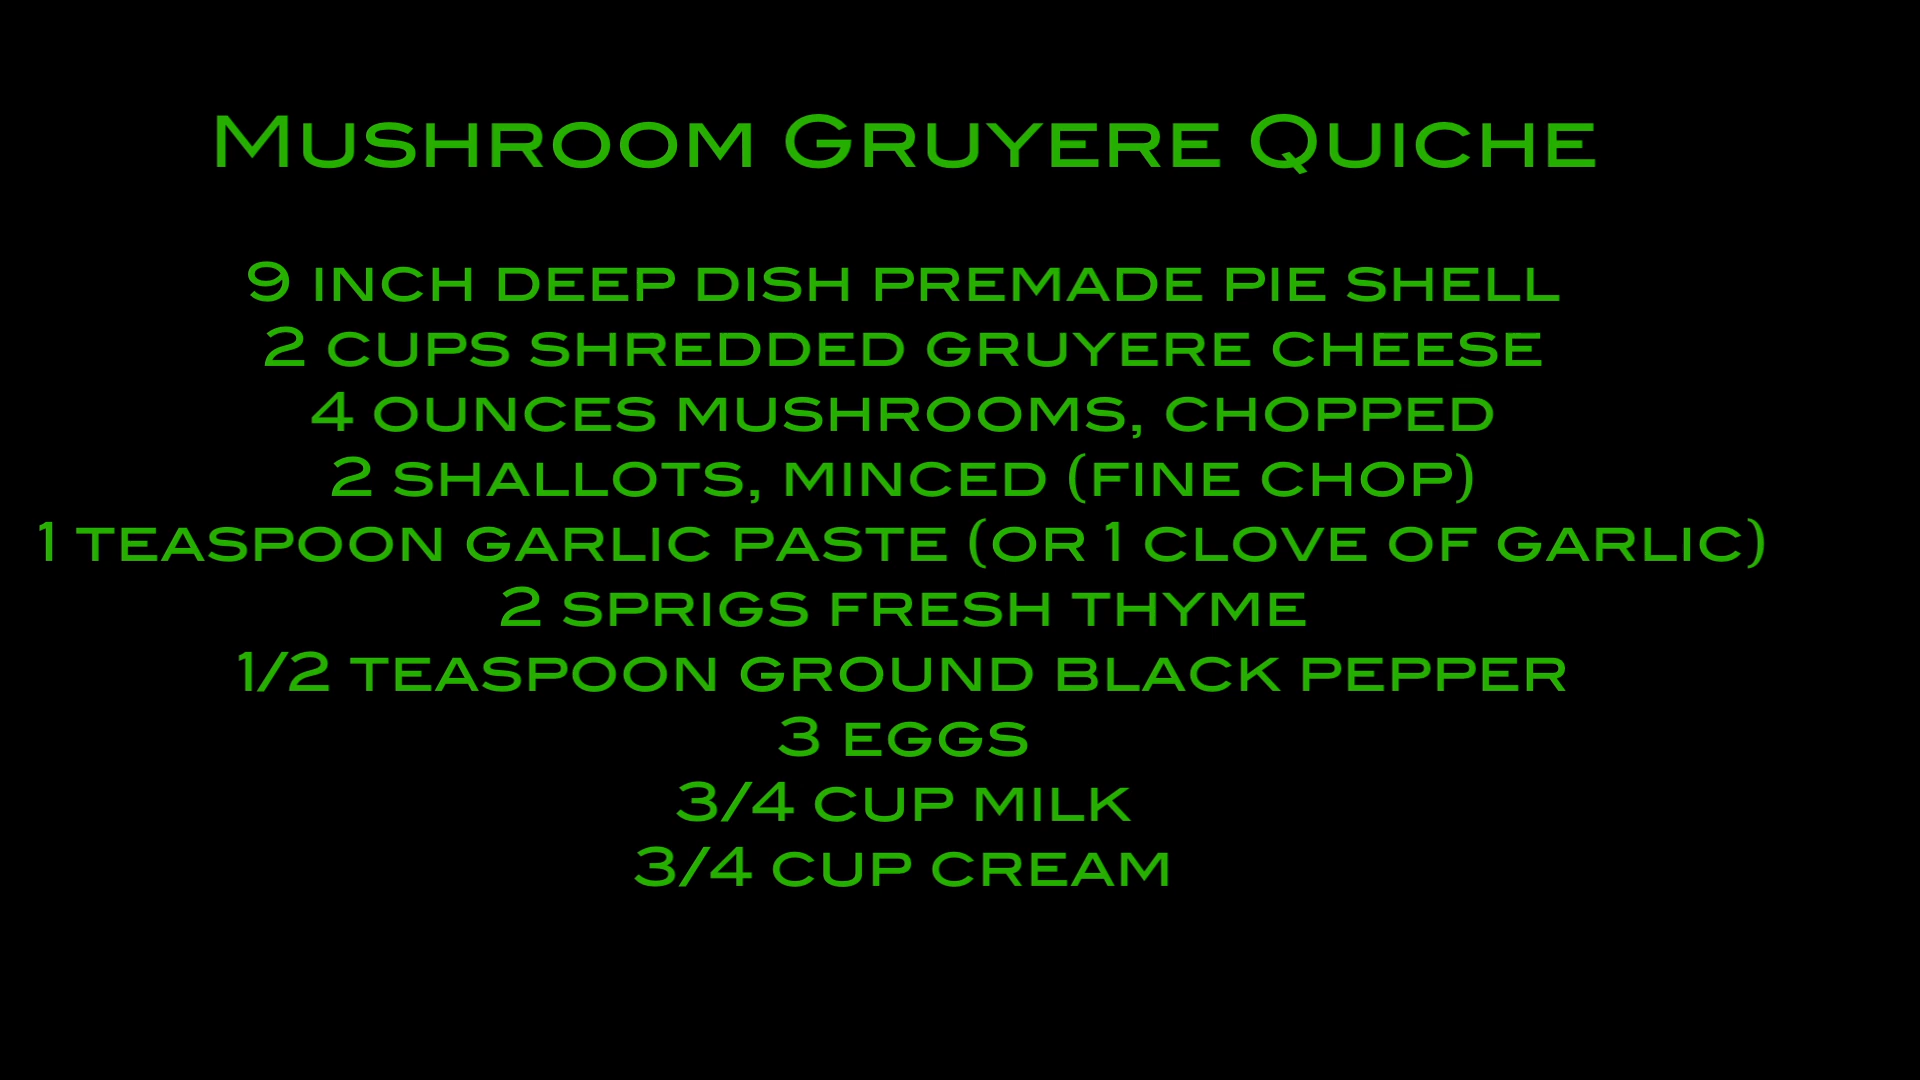 Mushroom Gruyere Quiche
9 inch deep dish premade pie shell
2 cups shredded gruyere cheese
4 ounces mushrooms, chopped
2 shallots, minced (fine chop)
1 teaspoon garlic paste (or 1 clove of garlic)
2 sprigs fresh thyme
1/2 teaspoon ground black pepper
3 eggs
3/4 cup milk
3/4 cup cream